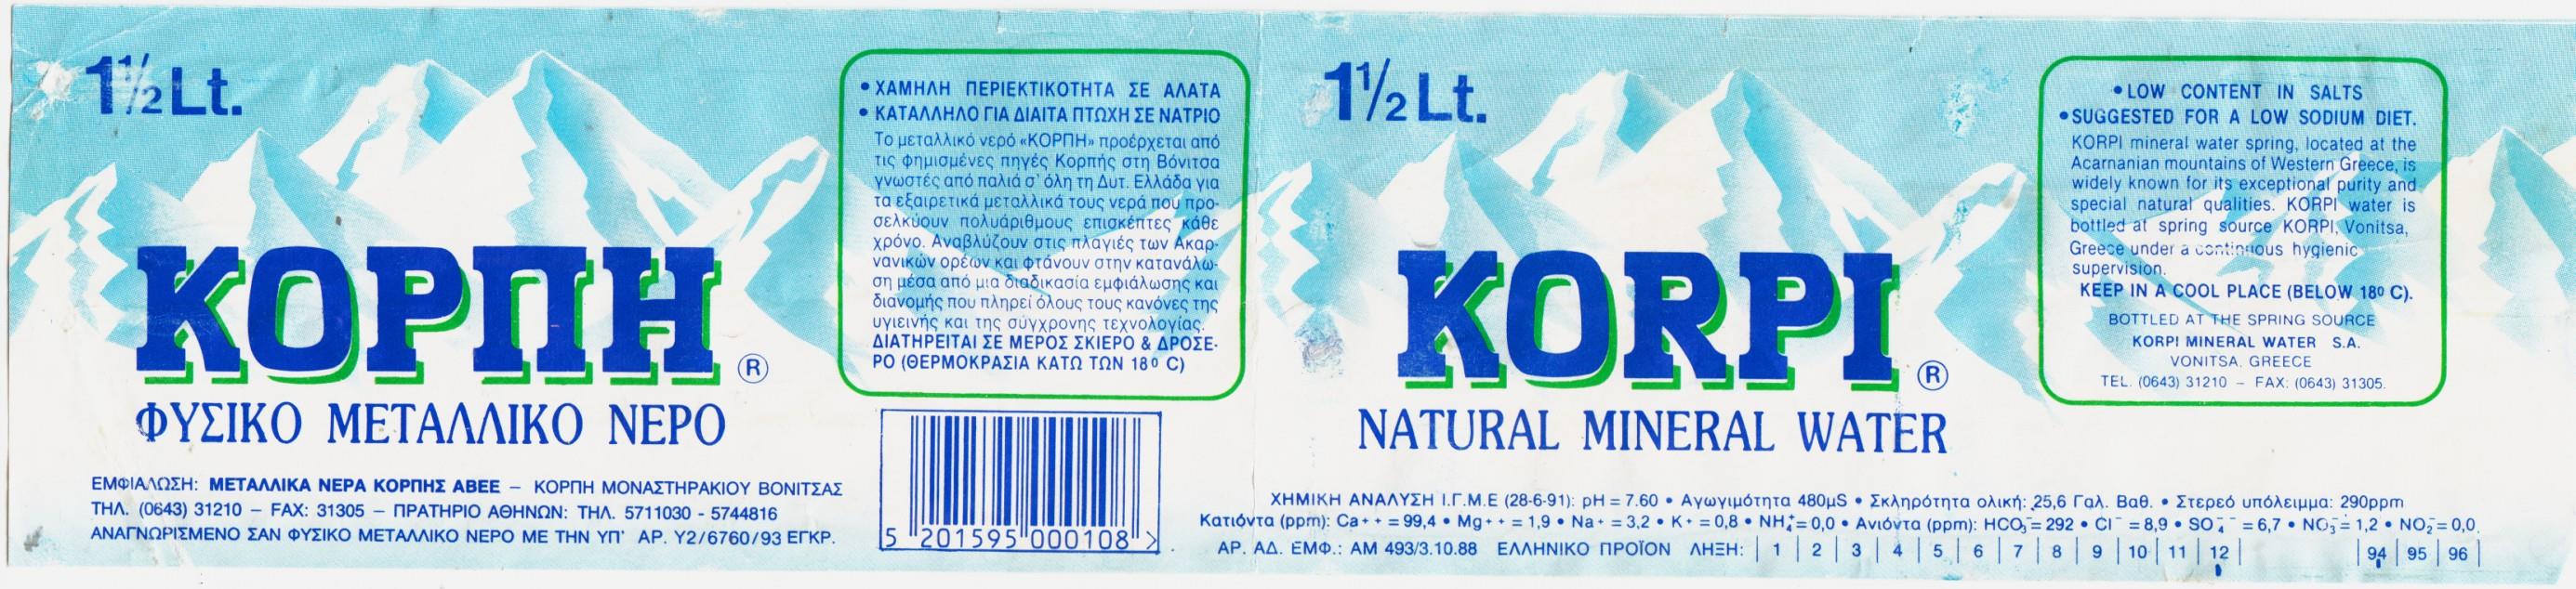 1½ Lt.
ΚΟΡΠΗ ®
ΦΥΣΙΚΟ ΜΕΤΑΛΛΙΚΟ ΝΕΡΟ
ΕΜΦΙΑΛΩΣΗ: ΜΕΤΑΛΛΙΚΑ ΝΕΡΑ ΚΟΡΠΗΣ ΑΒΕΕ – ΚΟΡΠΗ ΜΟΝΑΣΤΗΡΑΚΙΟΥ ΒΟΝΙΤΣΑΣ
ΤΗΛ. (0643) 31210 – FAX: 31305 – ΠΡΑΤΗΡΙΟ ΑΘΗΝΩΝ: ΤΗΛ. 5711030 - 5744816
ΑΝΑΓΝΩΡΙΣΜΕΝΟ ΣΑΝ ΦΥΣΙΚΟ ΜΕΤΑΛΛΙΚΟ ΝΕΡΟ ΜΕ ΤΗΝ ΥΠ' ΑΡ. Υ2/6760/93 ΕΓΚΡ.
• ΧΑΜΗΛΗ ΠΕΡΙΕΚΤΙΚΟΤΗΤΑ ΣΕ ΑΛΑΤΑ
• ΚΑΤΑΛΛΗΛΟ ΓΙΑ ΔΙΑΙΤΑ ΠΤΩΧΗ ΣΕ ΝΑΤΡΙΟ
Το μεταλλικό νερό «ΚΟΡΠΗ» προέρχεται από
τις φημισμένες πηγές Κορπής στη Βόνιτσα
γνωστές από παλιά σ' όλη τη Δυτ. Ελλάδα για
τα εξαιρετικά μεταλλικά τους νερά που προ-
σελκύουν πολυάριθμους επισκέπτες κάθε
χρόνο. Αναβλύζουν στις πλαγιές των Ακαρ-
νανικών ορέων και φτάνουν στην κατανάλω-
ση μέσα από μια διαδικασία εμφιάλωσης και
διανομής που πληρεί όλους τους κανόνες της
υγιεινής και της σύγχρονης τεχνολογίας.
ΔΙΑΤΗΡΕΙΤΑΙ ΣΕ ΜΕΡΟΣ ΣΚΙΕΡΟ & ΔΡΟΣΕ-
ΡΟ (ΘΕΡΜΟΚΡΑΣΙΑ ΚΑΤΩ ΤΩΝ 18º C)
5 201595 000108 >
1½ Lt.
KORPI ®
NATURAL MINERAL WATER
• LOW CONTENT IN SALTS
• SUGGESTED FOR A LOW SODIUM DIET.
KORPI mineral water spring, located at the
Acarnanian mountains of Western Greece, is
widely known for its exceptional purity and
special natural qualities. KORPI water is
bottled at spring source KORPI, Vonitsa,
Greece under a continuous hygienic
supervision.
KEEP IN A COOL PLACE (BELOW 18º C).
BOTTLED AT THE SPRING SOURCE
KORPI MINERAL WATER S.A.
VONITSA, GREECE
TEL. (0643) 31210 – FAX: (0643) 31305.
ΧΗΜΙΚΗ ΑΝΑΛΥΣΗ Ι.Γ.Μ.Ε (28-6-91): pH = 7.60 • Αγωγιμότητα 480μS • Σκληρότητα ολική: 25,6 Γαλ. Βαθ. • Στερεό υπόλειμμα: 290ppm
Κατιόντα (ppm): Ca++ = 99,4 • Mg++ = 1,9 • Na+ = 3,2 • K+ = 0,8 • NH₄⁺ = 0,0 • Ανιόντα (ppm): HCO₃⁻ = 292 • Cl⁻ = 8,9 • SO₄⁻⁻ = 6,7 • NO₃⁻ = 1,2 • NO₂⁻ = 0,0
ΑΡ. ΑΔ. ΕΜΦ.: ΑΜ 493/3.10.88 ΕΛΛΗΝΙΚΟ ΠΡΟΪΟΝ ΛΗΞΗ: | 1 | 2 | 3 | 4 | 5 | 6 | 7 | 8 | 9 | 10 | 11 | 12 | | 94 | 95 | 96 |